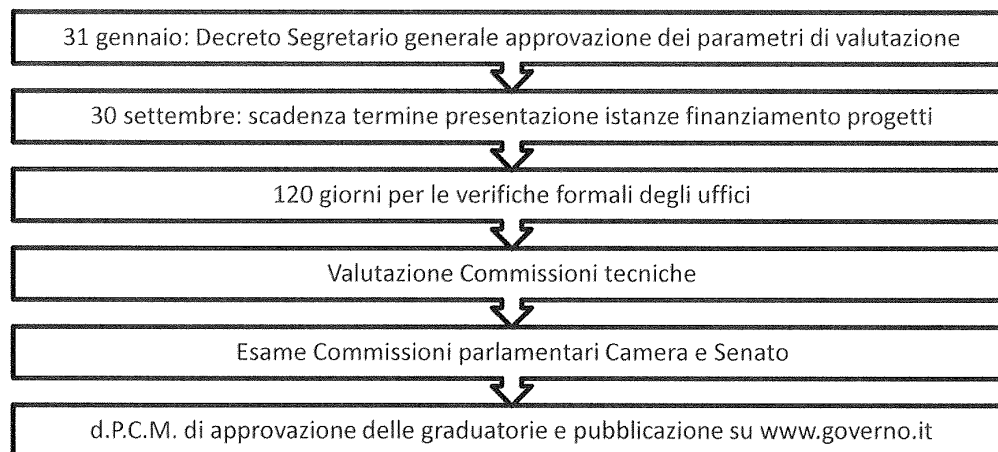 31 gennaio: Decreto Segretario generale approvazione dei parametri di valutazione
30 settembre: scadenza termine presentazione istanze finanziamento progetti
120 giorni per le verifiche formali degli uffici
Valutazione Commissioni tecniche
Esame Commissioni parlamentari Camera e Senato
d.P.C.M. di approvazione delle graduatorie e pubblicazione su www.governo.it